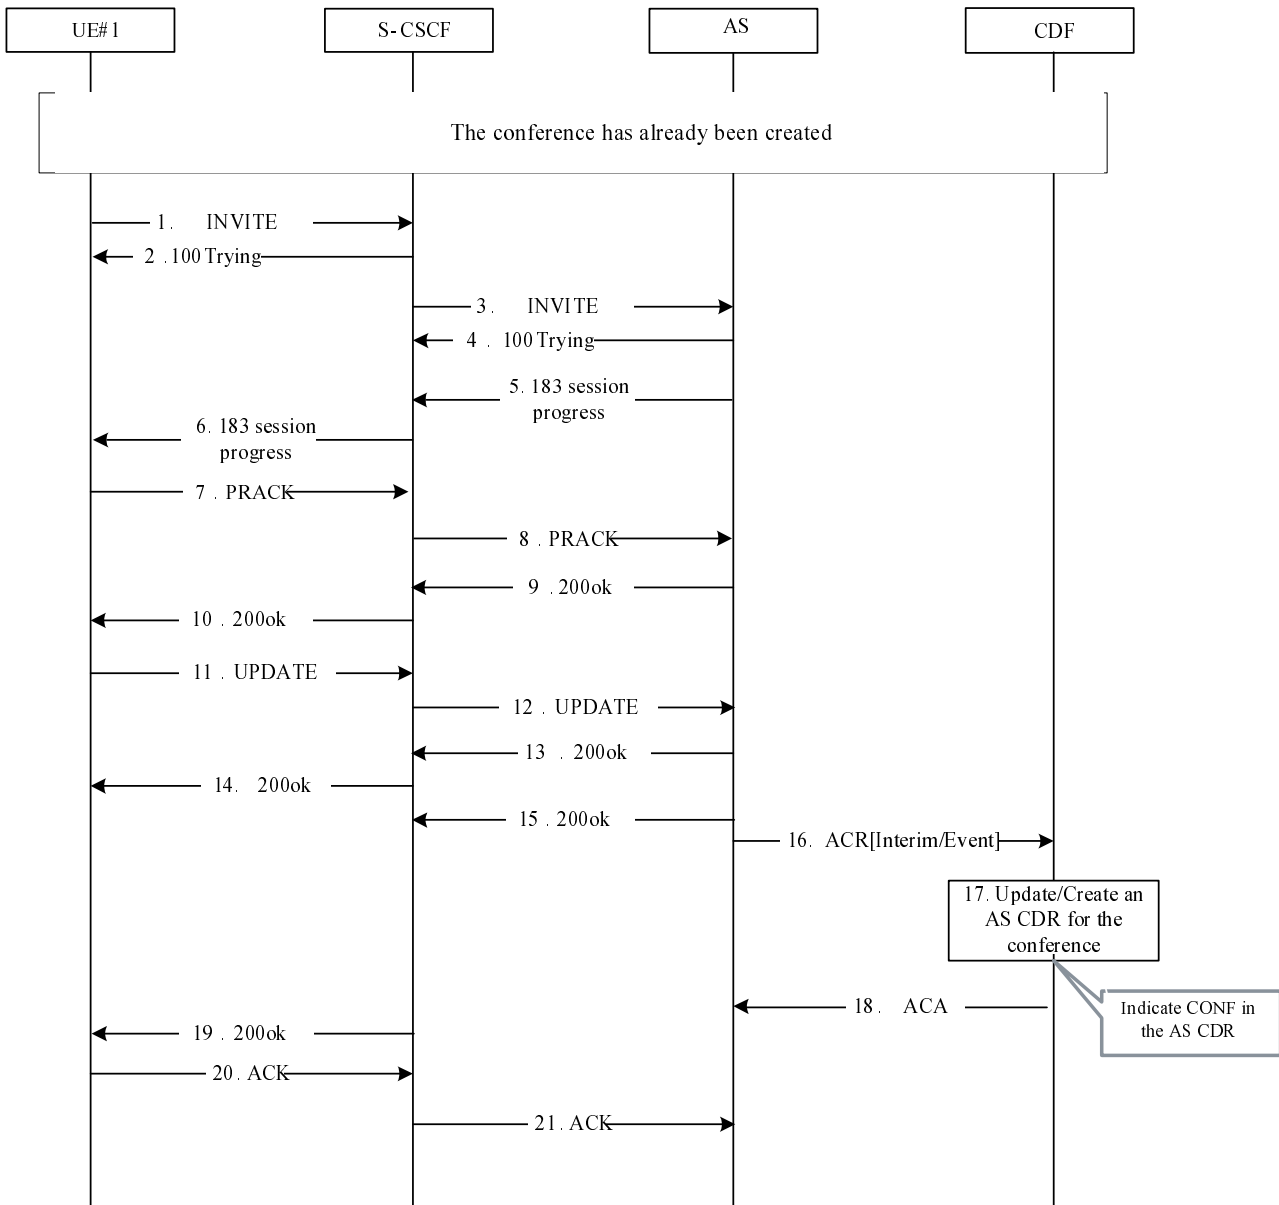 UE#1
S-CSCF
AS
CDF
The conference has already been created
1. INVITE
2 .100 Trying
3. INVITE
4 . 100 Trying
5. 183 session
progress
6. 183 session
progress
7 . PRACK
8 . PRACK
9 . 200ok
10 . 200ok
11 . UPDATE
12 . UPDATE
13 . 200ok
14. 200ok
15 . 200ok
16. ACR[Interim/Event]
17. Update/Create an
AS CDR for the
conference
18. ACA
Indicate CONF in
the AS CDR
19 . 200ok
20. ACK
21. ACK